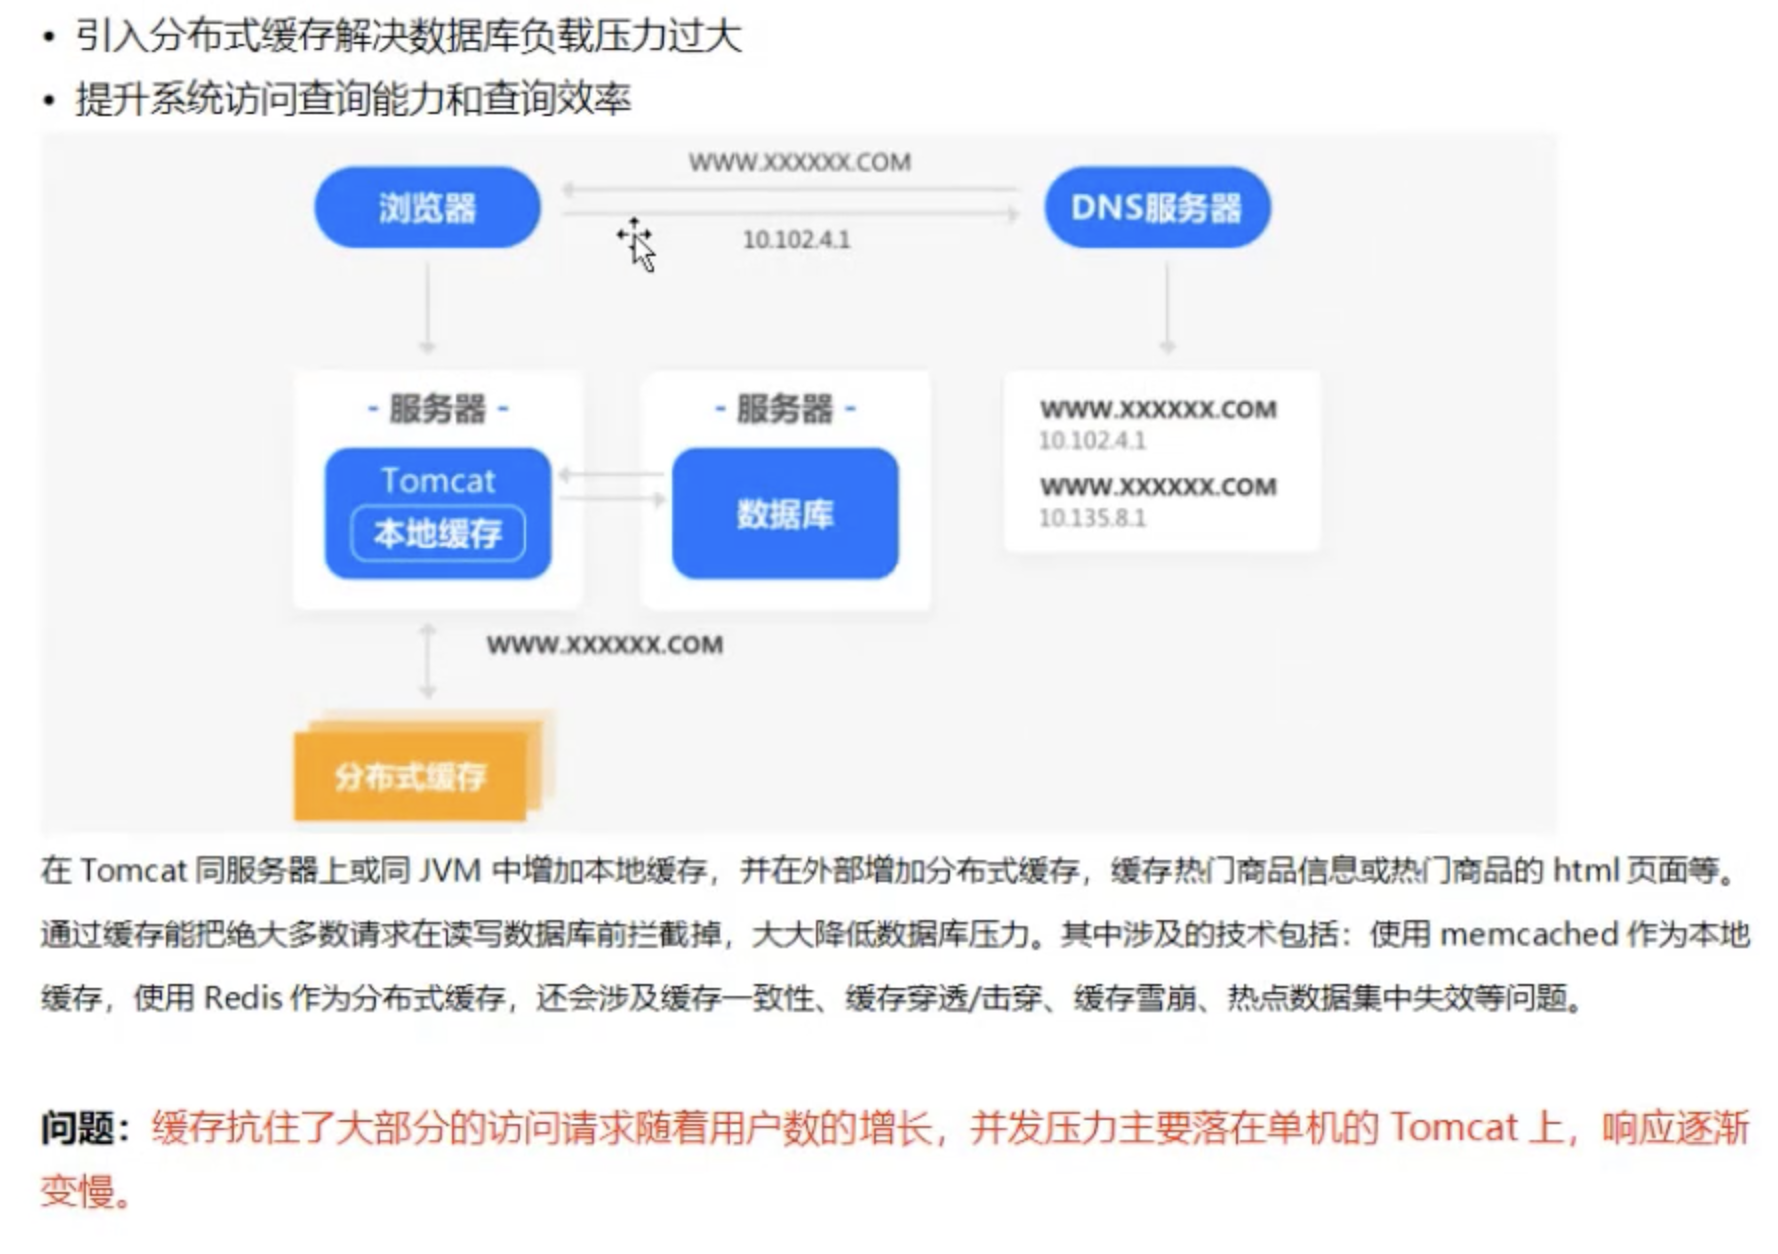 • 引入分布式缓存解决数据库负载压力过大
• 提升系统访问查询能力和查询效率
WWW.XXXXXX.COM
浏览器
DNS服务器
10.102.4.1
- 服务器 -
- 服务器 -
WWW.XXXXXX.COM
10.102.4.1
Tomcat
本地缓存
数据库
WWW.XXXXXX.COM
10.135.8.1
WWW.XXXXXX.COM
分布式缓存
在 Tomcat 同服务器上或同 JVM 中增加本地缓存，并在外部增加分布式缓存，缓存热门商品信息或热门商品的 html 页面等。
通过缓存能把绝大多数请求在读写数据库前拦截掉，大大降低数据库压力。其中涉及的技术包括：使用 memcached 作为本地
缓存，使用 Redis 作为分布式缓存，还会涉及缓存一致性、缓存穿透/击穿、缓存雪崩、热点数据集中失效等问题。
问题：缓存抗住了大部分的访问请求随着用户数的增长，并发压力主要落在单机的 Tomcat 上，响应逐渐
变慢。